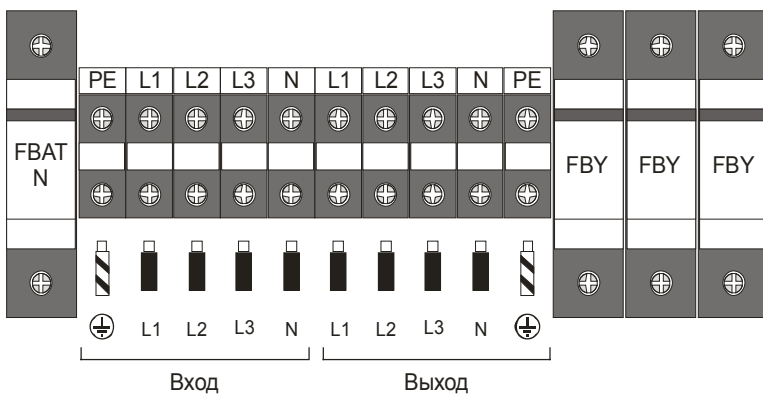 PE L1 L2 L3 N L1 L2 L3 N PE
FBAT
N
FBY FBY FBY
L1 L2 L3 N L1 L2 L3 N
Вход Выход